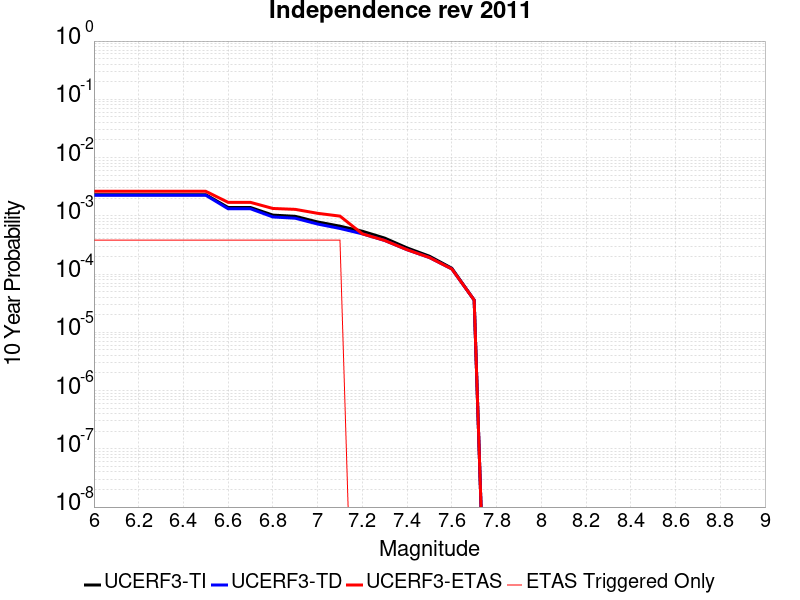 Independence rev 2011
10 Year Probability
10^0
10^-1
10^-2
10^-3
10^-4
10^-5
10^-6
10^-7
10^-8
6 6.2 6.4 6.6 6.8 7 7.2 7.4 7.6 7.8 8 8.2 8.4 8.6 8.8 9
Magnitude
UCERF3-TI UCERF3-TD UCERF3-ETAS ETAS Triggered Only